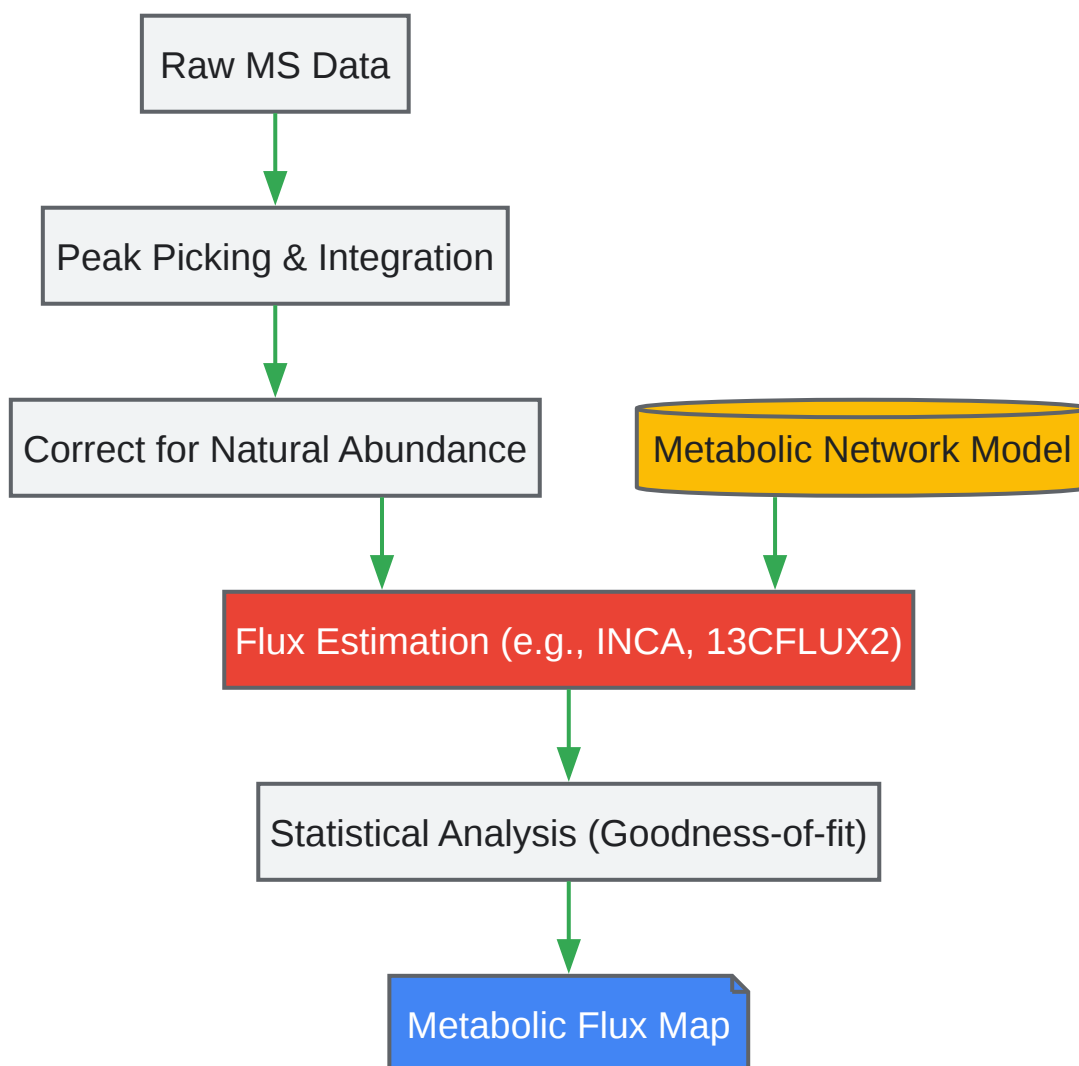 Raw MS Data
Peak Picking & Integration
Correct for Natural Abundance
Metabolic Network Model
Flux Estimation (e.g., INCA, 13CFLUX2)
Statistical Analysis (Goodness-of-fit)
Metabolic Flux Map